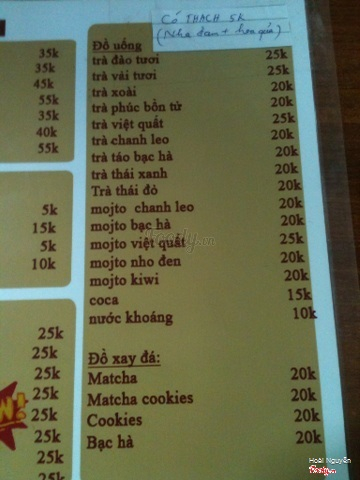 Có THẠCH 5k
(Nha đam + hoa quả)
35k
35k
45k
55k
35k
40k
55k
5k
15k
5k
10k
25k
25k
25k
25k
25k
25k
25k
25k
Đồ uống
trà đào tươi 25k
trà vải tươi 25k
trà xoài 20k
trà phúc bồn tử 20k
trà việt quất 25k
trà chanh leo 20k
trà táo bạc hà 20k
trà thái xanh 20k
Trà thái đỏ 20k
mojto chanh leo 20k
mojto bạc hà 20k
mojto việt quất 25k
mojto nho đen 20k
mojto kiwi 20k
coca 15k
nước khoáng 10k
Đồ xay đá:
Matcha 20k
Matcha cookies 20k
Cookies 20k
Bạc hà 20k
foody.vn
Hoài Nguyễn
foody.vn